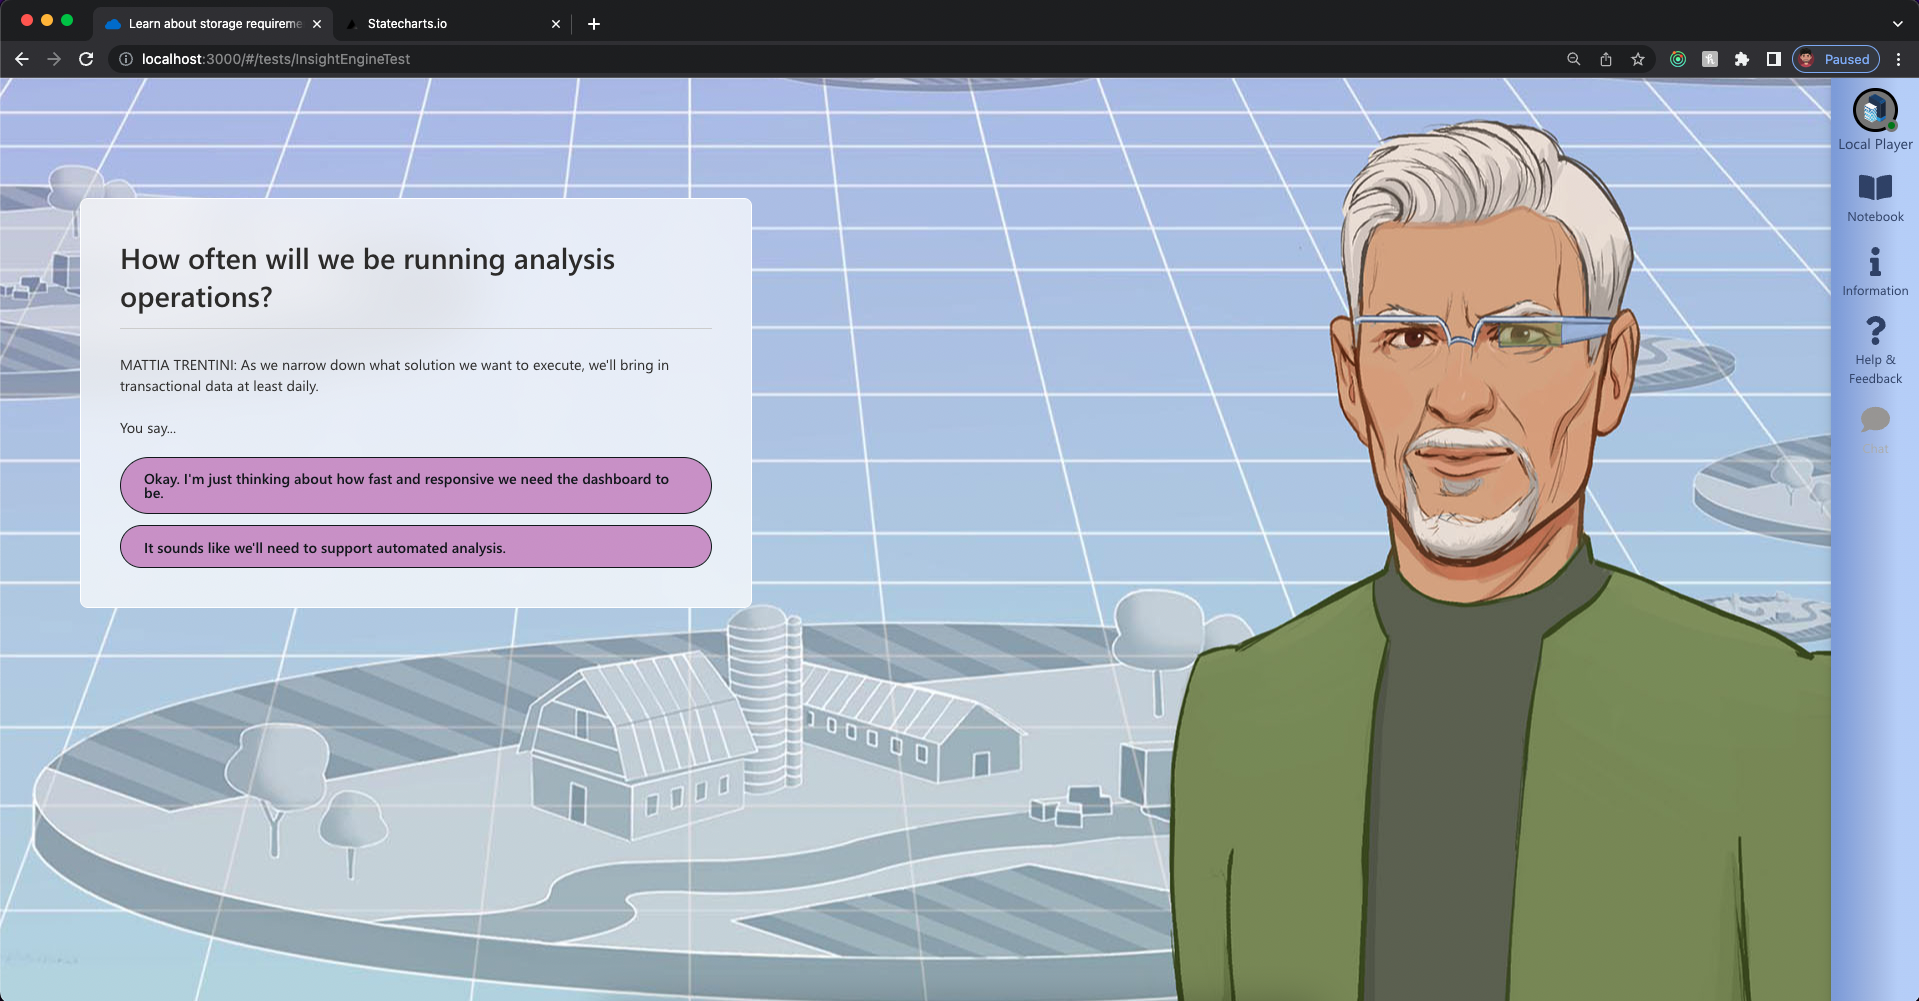 Learn about storage requireme
Statecharts.io
localhost:3000/#/tests/InsightEngineTest
Paused
Local Player
Notebook
Information
Help &
Feedback
Chat
How often will we be running analysis
operations?
MATTIA TRENTINI: As we narrow down what solution we want to execute, we'll bring in
transactional data at least daily.
You say...
Okay. I'm just thinking about how fast and responsive we need the dashboard to
be.
It sounds like we'll need to support automated analysis.